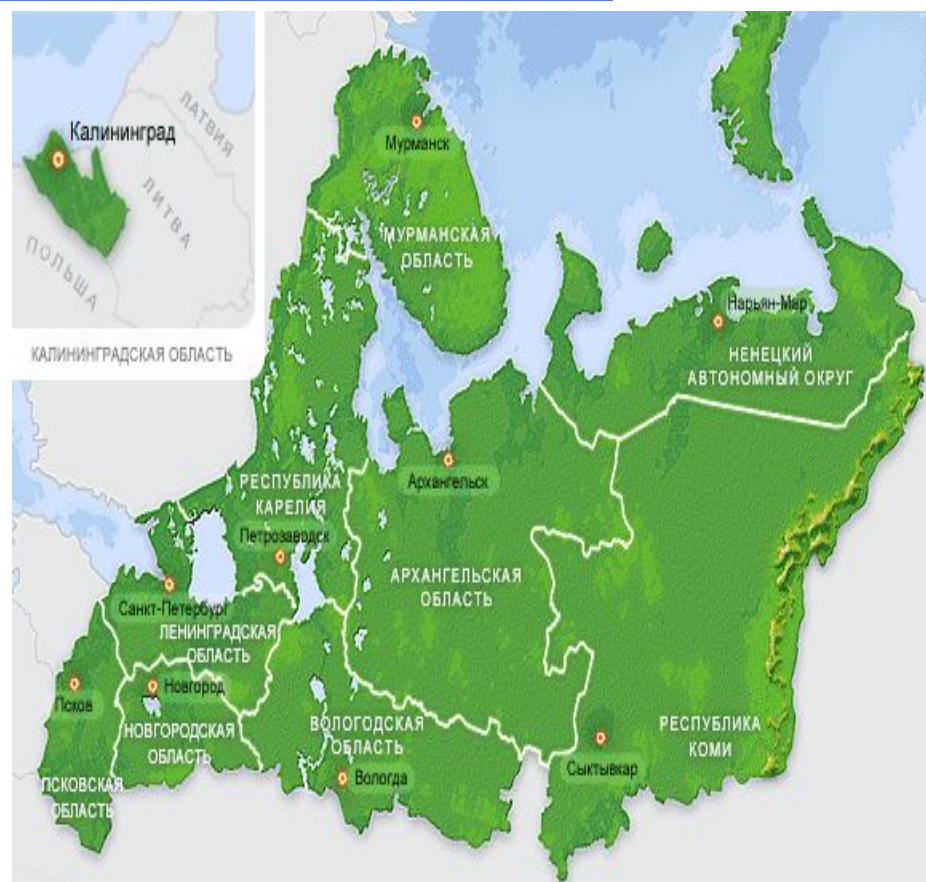 ЛАТВИЯ
Калининград
ЛИТВА
ПОЛЬША
КАЛИНИНГРАДСКАЯ ОБЛАСТЬ
Мурманск
МУРМАНСКАЯ
ОБЛАСТЬ
Нарьян-Мар
НЕНЕЦКИЙ
АВТОНОМНЫЙ ОКРУГ
Архангельск
РЕСПУБЛИКА
КАРЕЛИЯ
Петрозаводск
АРХАНГЕЛЬСКАЯ
ОБЛАСТЬ
Санкт-Петербург
ЛЕНИНГРАДСКАЯ
ОБЛАСТЬ
Новгород
Псков
НОВГОРОДСКАЯ
ОБЛАСТЬ
ВОЛОГОДСКАЯ
ОБЛАСТЬ
РЕСПУБЛИКА
КОМИ
Сыктывкар
Вологда
ПСКОВСКАЯ
ОБЛАСТЬ